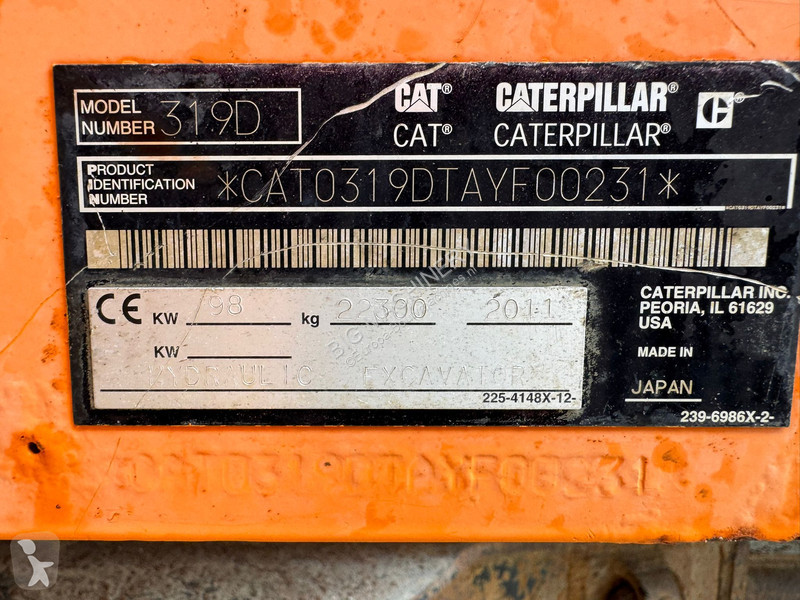 MODEL NUMBER 319D
CAT® CATERPILLAR®
CAT® CATERPILLAR®
PRODUCT IDENTIFICATION NUMBER *CAT0319DTAYF00231*
CE KW 98 kg 22300 2011
KW
HYDRAULIC EXCAVATOR
225-4148X-12-
CATERPILLAR INC.
PEORIA, IL 61629
USA
MADE IN
JAPAN
239-6986X-2-
CAT0319DTAYF00231